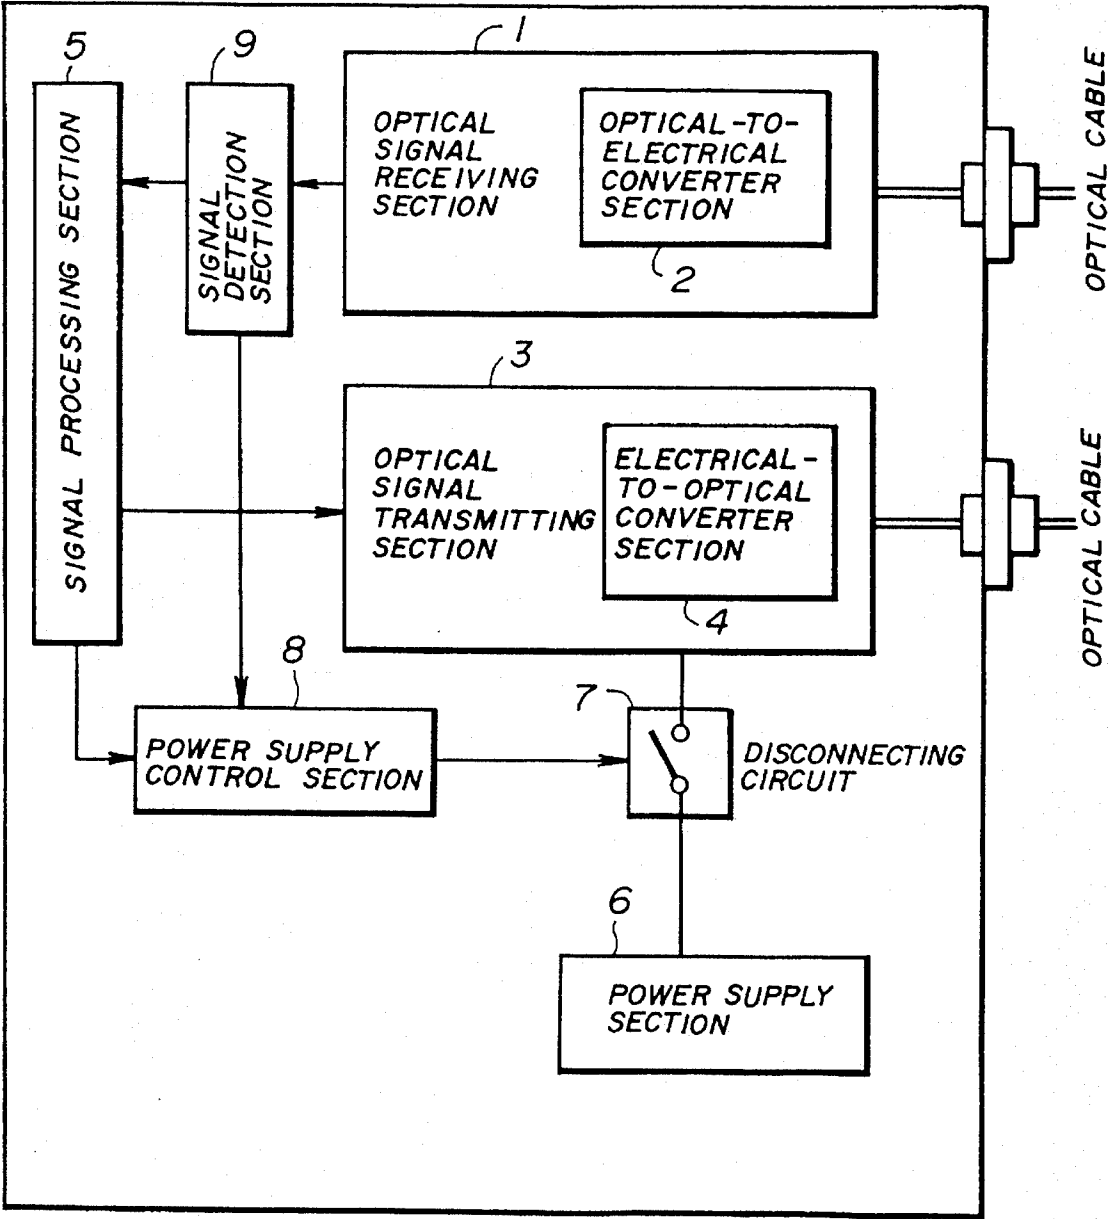 1
OPTICAL
SIGNAL
RECEIVING
SECTION
OPTICAL-TO-
ELECTRICAL
CONVERTER
SECTION
2
5
SIGNAL PROCESSING SECTION
9
SIGNAL
DETECTION
SECTION
OPTICAL CABLE
3
OPTICAL
SIGNAL
TRANSMITTING
SECTION
ELECTRICAL-
TO-OPTICAL
CONVERTER
SECTION
4
OPTICAL CABLE
8
POWER SUPPLY
CONTROL SECTION
7
DISCONNECTING
CIRCUIT
6
POWER SUPPLY
SECTION